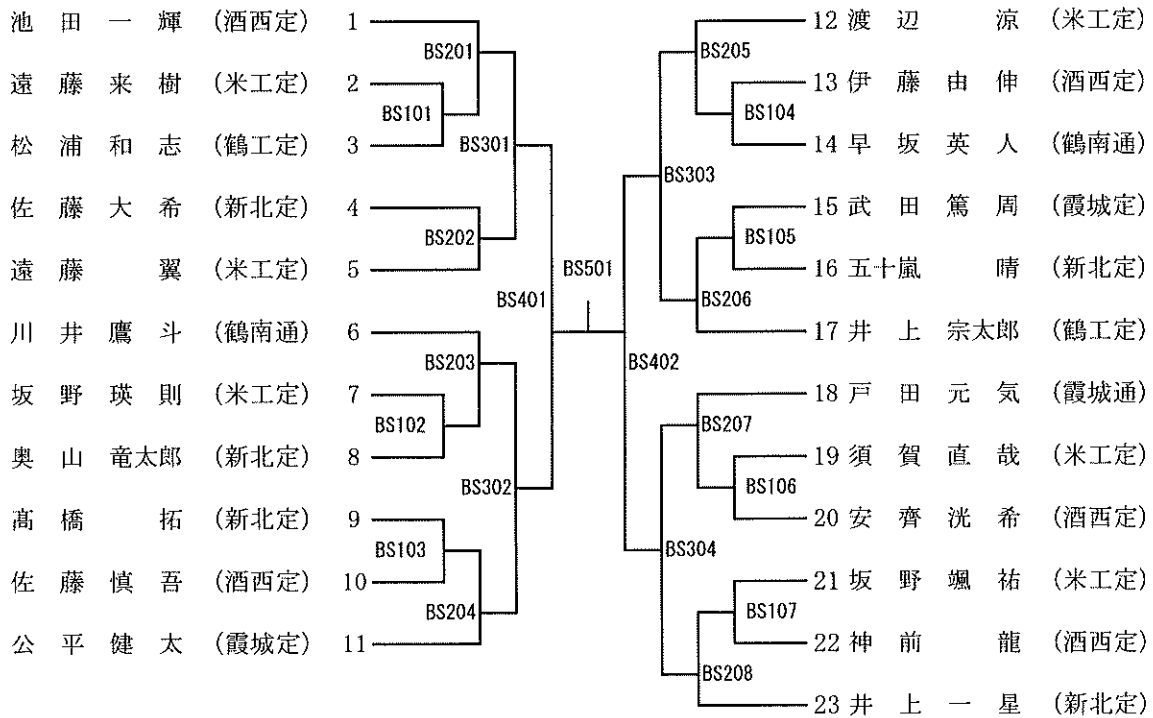 池田一輝 (酒西定) 1
BS201
遠藤来樹 (米工定) 2
BS101
松浦和志 (鶴工定) 3
BS301
佐藤大希 (新北定) 4
BS202
遠藤翼 (米工定) 5
BS401
川井鷹斗 (鶴南通) 6
BS203
坂野瑛則 (米工定) 7
BS102
奥山竜太郎 (新北定) 8
BS302
髙橋拓 (新北定) 9
BS103
佐藤慎吾 (酒西定) 10
BS204
公平健太 (霞城定) 11
BS501
12 渡辺涼 (米工定)
BS205
13 伊藤由伸 (酒西定)
BS104
14 早坂英人 (鶴南通)
BS303
15 武田篤周 (霞城定)
BS105
16 五十嵐晴 (新北定)
BS206
17 井上宗太郎 (鶴工定)
BS402
18 戸田元気 (霞城通)
BS207
19 須賀直哉 (米工定)
BS106
20 安齊洸希 (酒西定)
BS304
21 坂野颯祐 (米工定)
BS107
22 神前龍 (酒西定)
BS208
23 井上一星 (新北定)